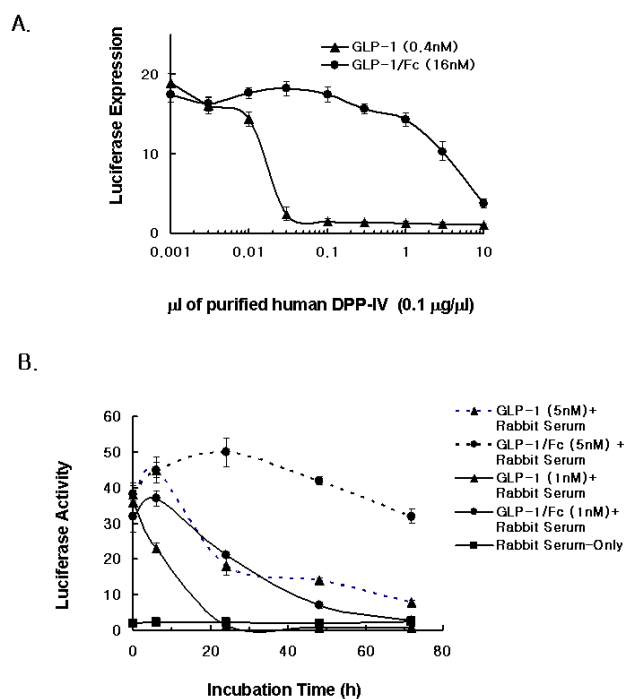 A.
GLP-1 (0.4nM)
GLP-1/Fc (16nM)
Luciferase Expression
20
10
0
0.001 0.01 0.1 1 10
µl of purified human DPP-IV (0.1 µg/µl)
B.
GLP-1 (5nM)+
Rabbit Serum
GLP-1/Fc (5nM) +
Rabbit Serum
GLP-1 (1nM)+
Rabbit Serum
GLP-1/Fc (1nM)+
Rabbit Serum
Rabbit Serum-Only
Luciferase Activity
60
50
40
30
20
10
0
0 20 40 60 80
Incubation Time (h)